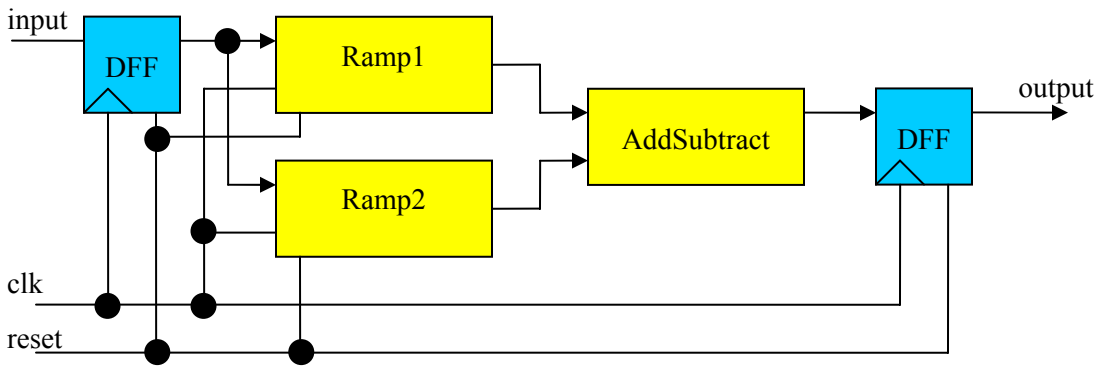 input
DFF
Ramp1
output
AddSubtract
DFF
Ramp2
clk
reset